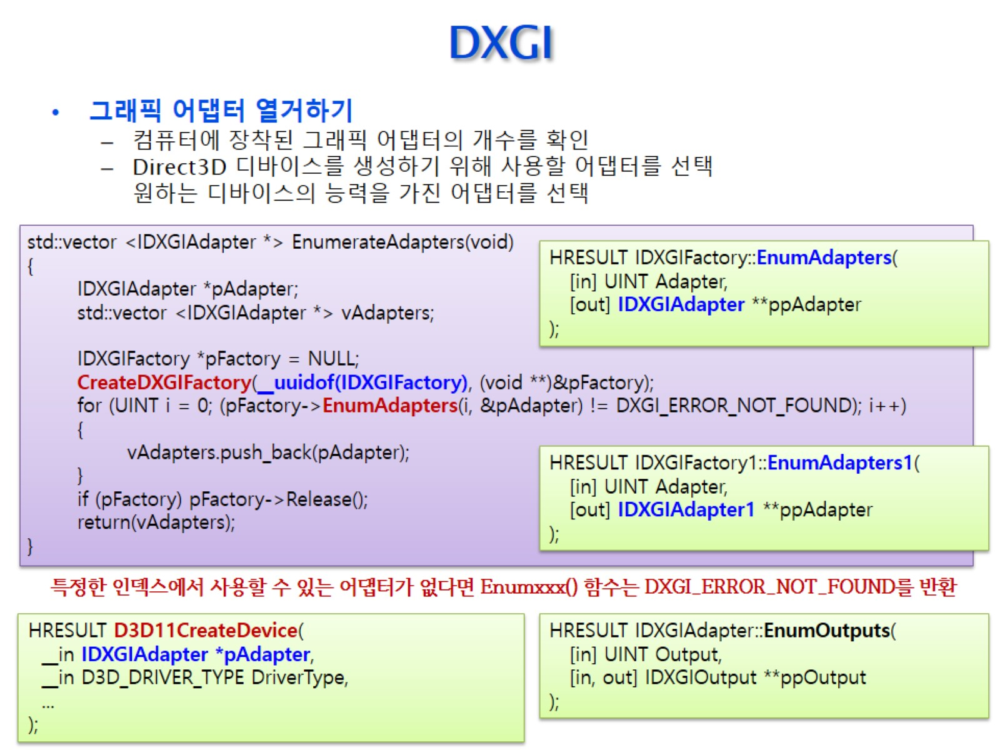 DXGI
• 그래픽 어댑터 열거하기
– 컴퓨터에 장착된 그래픽 어댑터의 개수를 확인
– Direct3D 디바이스를 생성하기 위해 사용할 어댑터를 선택
원하는 디바이스의 능력을 가진 어댑터를 선택
std::vector <IDXGIAdapter *> EnumerateAdapters(void)
{
IDXGIAdapter *pAdapter;
std::vector <IDXGIAdapter *> vAdapters;
IDXGIFactory *pFactory = NULL;
CreateDXGIFactory(__uuidof(IDXGIFactory), (void **)&pFactory);
for (UINT i = 0; (pFactory->EnumAdapters(i, &pAdapter) != DXGI_ERROR_NOT_FOUND); i++)
{
vAdapters.push_back(pAdapter);
}
if (pFactory) pFactory->Release();
return(vAdapters);
}
HRESULT IDXGIFactory::EnumAdapters(
[in] UINT Adapter,
[out] IDXGIAdapter **ppAdapter
);
HRESULT IDXGIFactory1::EnumAdapters1(
[in] UINT Adapter,
[out] IDXGIAdapter1 **ppAdapter
);
특정한 인덱스에서 사용할 수 있는 어댑터가 없다면 Enumxxx() 함수는 DXGI_ERROR_NOT_FOUND를 반환
HRESULT D3D11CreateDevice(
__in IDXGIAdapter *pAdapter,
__in D3D_DRIVER_TYPE DriverType,
...
);
HRESULT IDXGIAdapter::EnumOutputs(
[in] UINT Output,
[in, out] IDXGIOutput **ppOutput
);